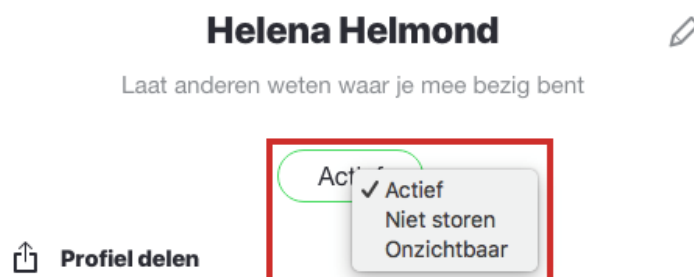 Helena Helmond
Laat anderen weten waar je mee bezig bent
Actief
Niet storen
Onzichtbaar
Profiel delen